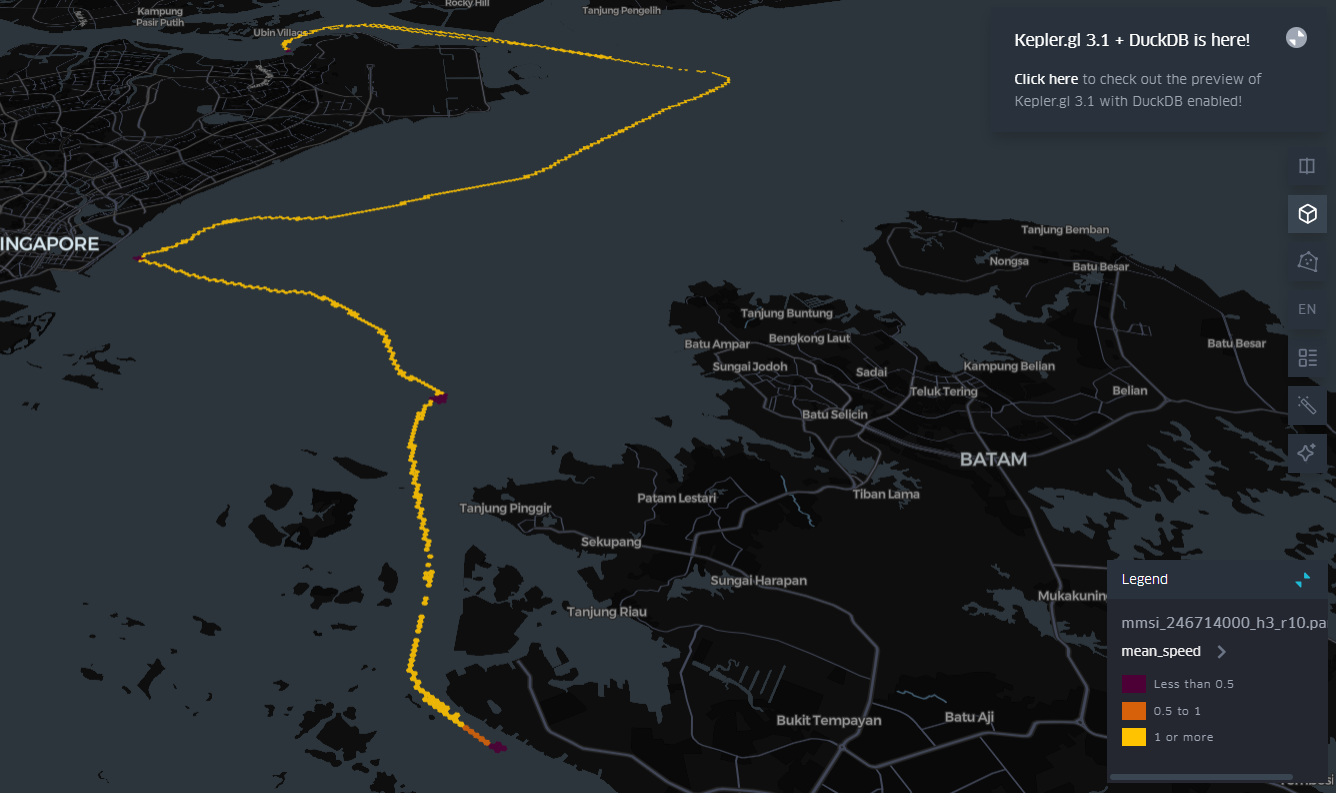 Rocky Hill
Kampung
Pasir Putih
Tanjung Pengelih
Ubin Village
Kepler.gl 3.1 + DuckDB is here!
Click here to check out the preview of
Kepler.gl 3.1 with DuckDB enabled!
INGAPORE
Tanjung Bemban
Nongsa
Batu Besar
EN
Tanjung Buntung
Bengkong Laut
Batu Ampar
Batu Besar
Sungai Jodoh
Sadai
Kampung Belian
Teluk Tering
Belian
Batu Selicin
BATAM
Tiban Lama
Patam Lestari
Tanjung Pinggir
Sekupang
Sungai Harapan
Mukakuning
Tanjung Riau
Legend
mmsi_246714000_h3_r10.pa
mean_speed
Less than 0.5
0.5 to 1
1 or more
Bukit Tempayan
Batu Aji